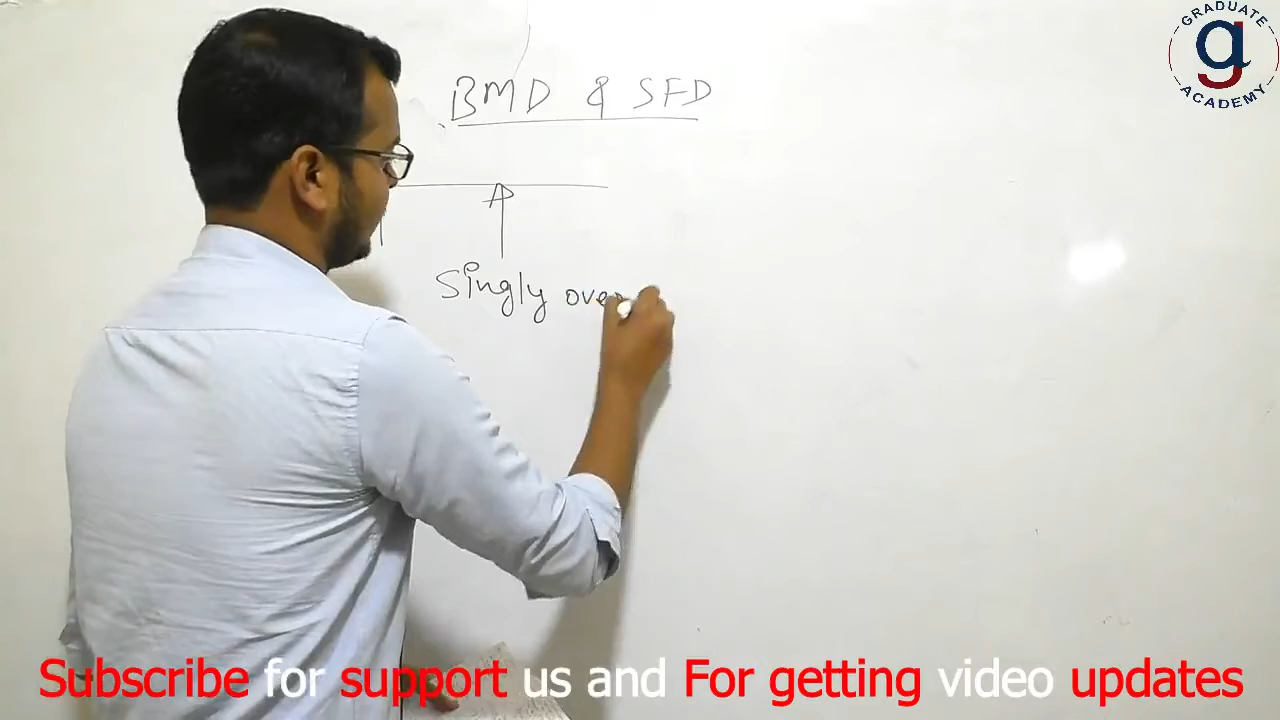 GRADUATE
a
ACADEMY
BMD & SFD
Singly over
Subscribe for support us and For getting video updates